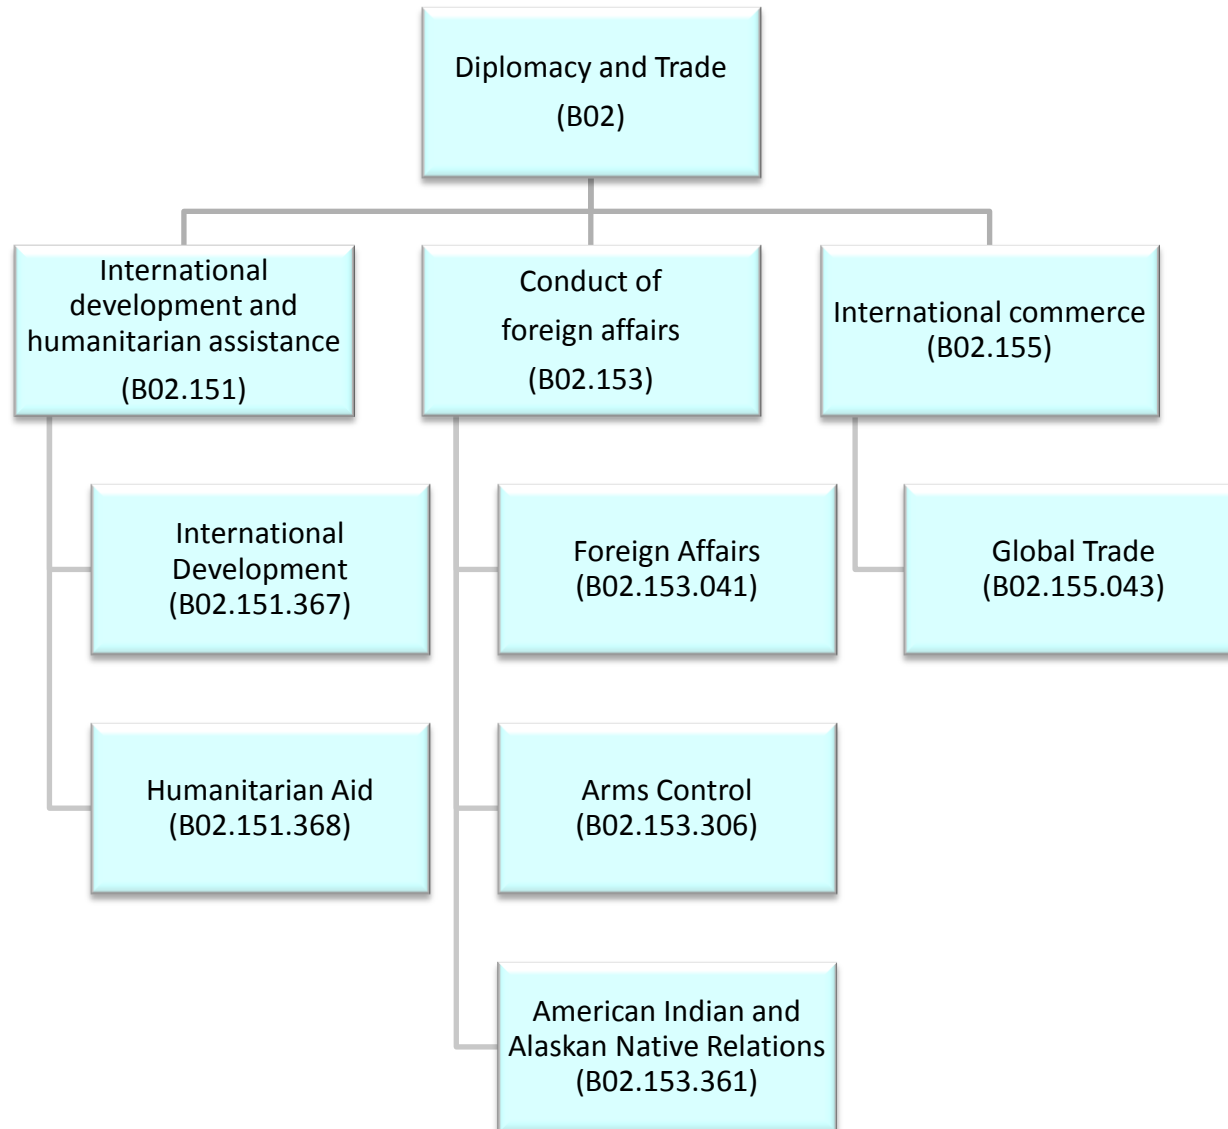 Diplomacy and Trade
(B02)
International
development and
humanitarian assistance
(B02.151)
Conduct of
foreign affairs
(B02.153)
International commerce
(B02.155)
International
Development
(B02.151.367)
Foreign Affairs
(B02.153.041)
Global Trade
(B02.155.043)
Humanitarian Aid
(B02.151.368)
Arms Control
(B02.153.306)
American Indian and
Alaskan Native Relations
(B02.153.361)